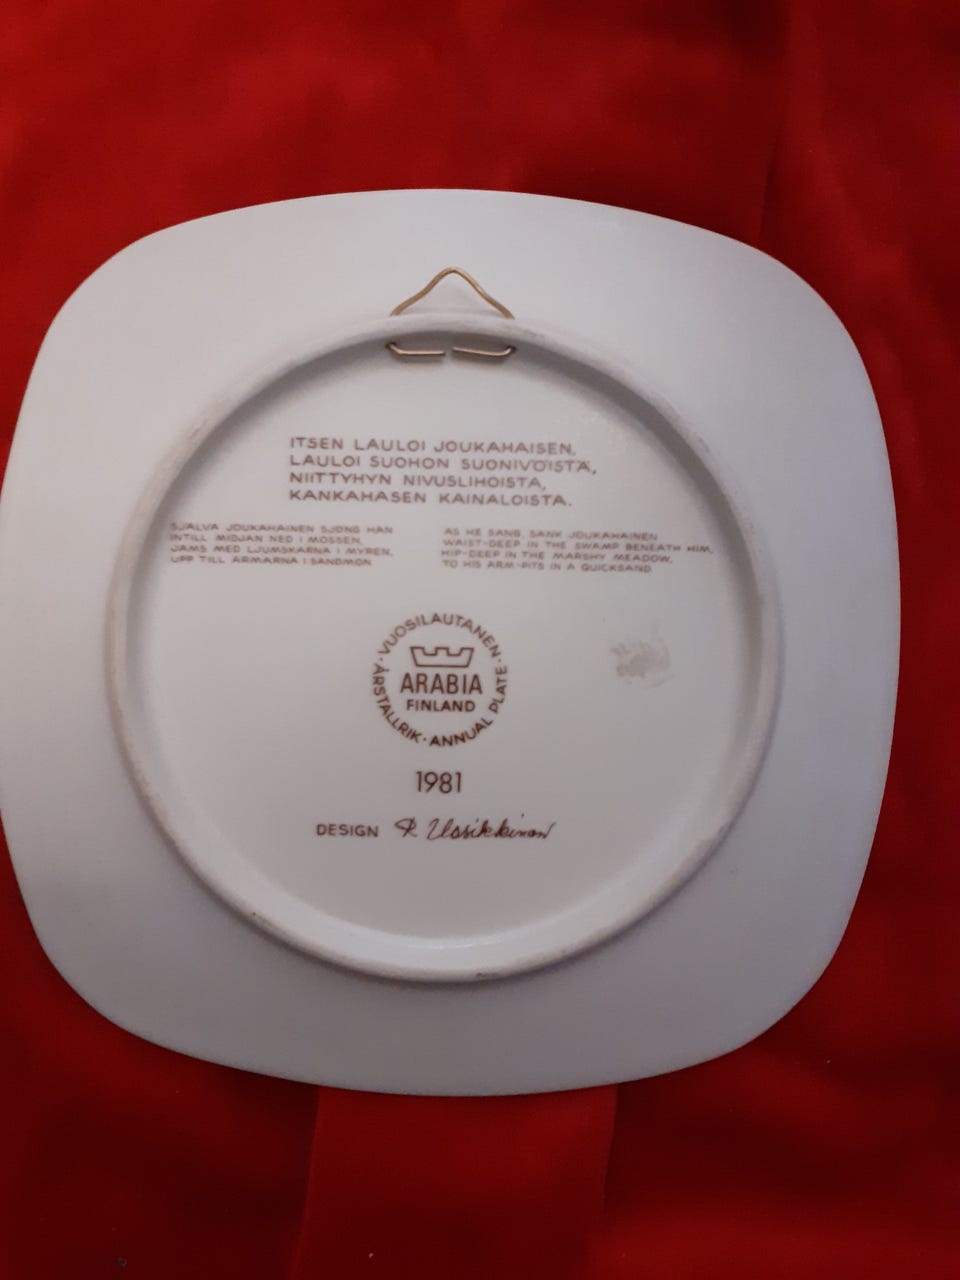 ITSEN LAULOI JOUKAHAISEN,
LAULOI SUOHON SUONIVÖISTÄ,
NIITTYHYN NIVUSLIHOISTA,
KANKAHASEN KAINALOISTA.
SJÄLVA JOUKAHAINEN SJÖNG HAN
INTILL MIDJAN NED I MOSSEN,
JÄMS MED LJUMSKARNA I MYREN,
UPP TILL ARMARNA I SANDMON
AS HE SANG, SANK JOUKAHAINEN
WAIST-DEEP IN THE SWAMP BENEATH HIM,
HIP-DEEP IN THE MARSHY MEADOW,
TO HIS ARM-PITS IN A QUICKSAND.
· VUOSILAUTANEN · ANNUAL PLATE · ÅRSTALLRIK
ARABIA
FINLAND
1981
DESIGN R. Uosikkinen